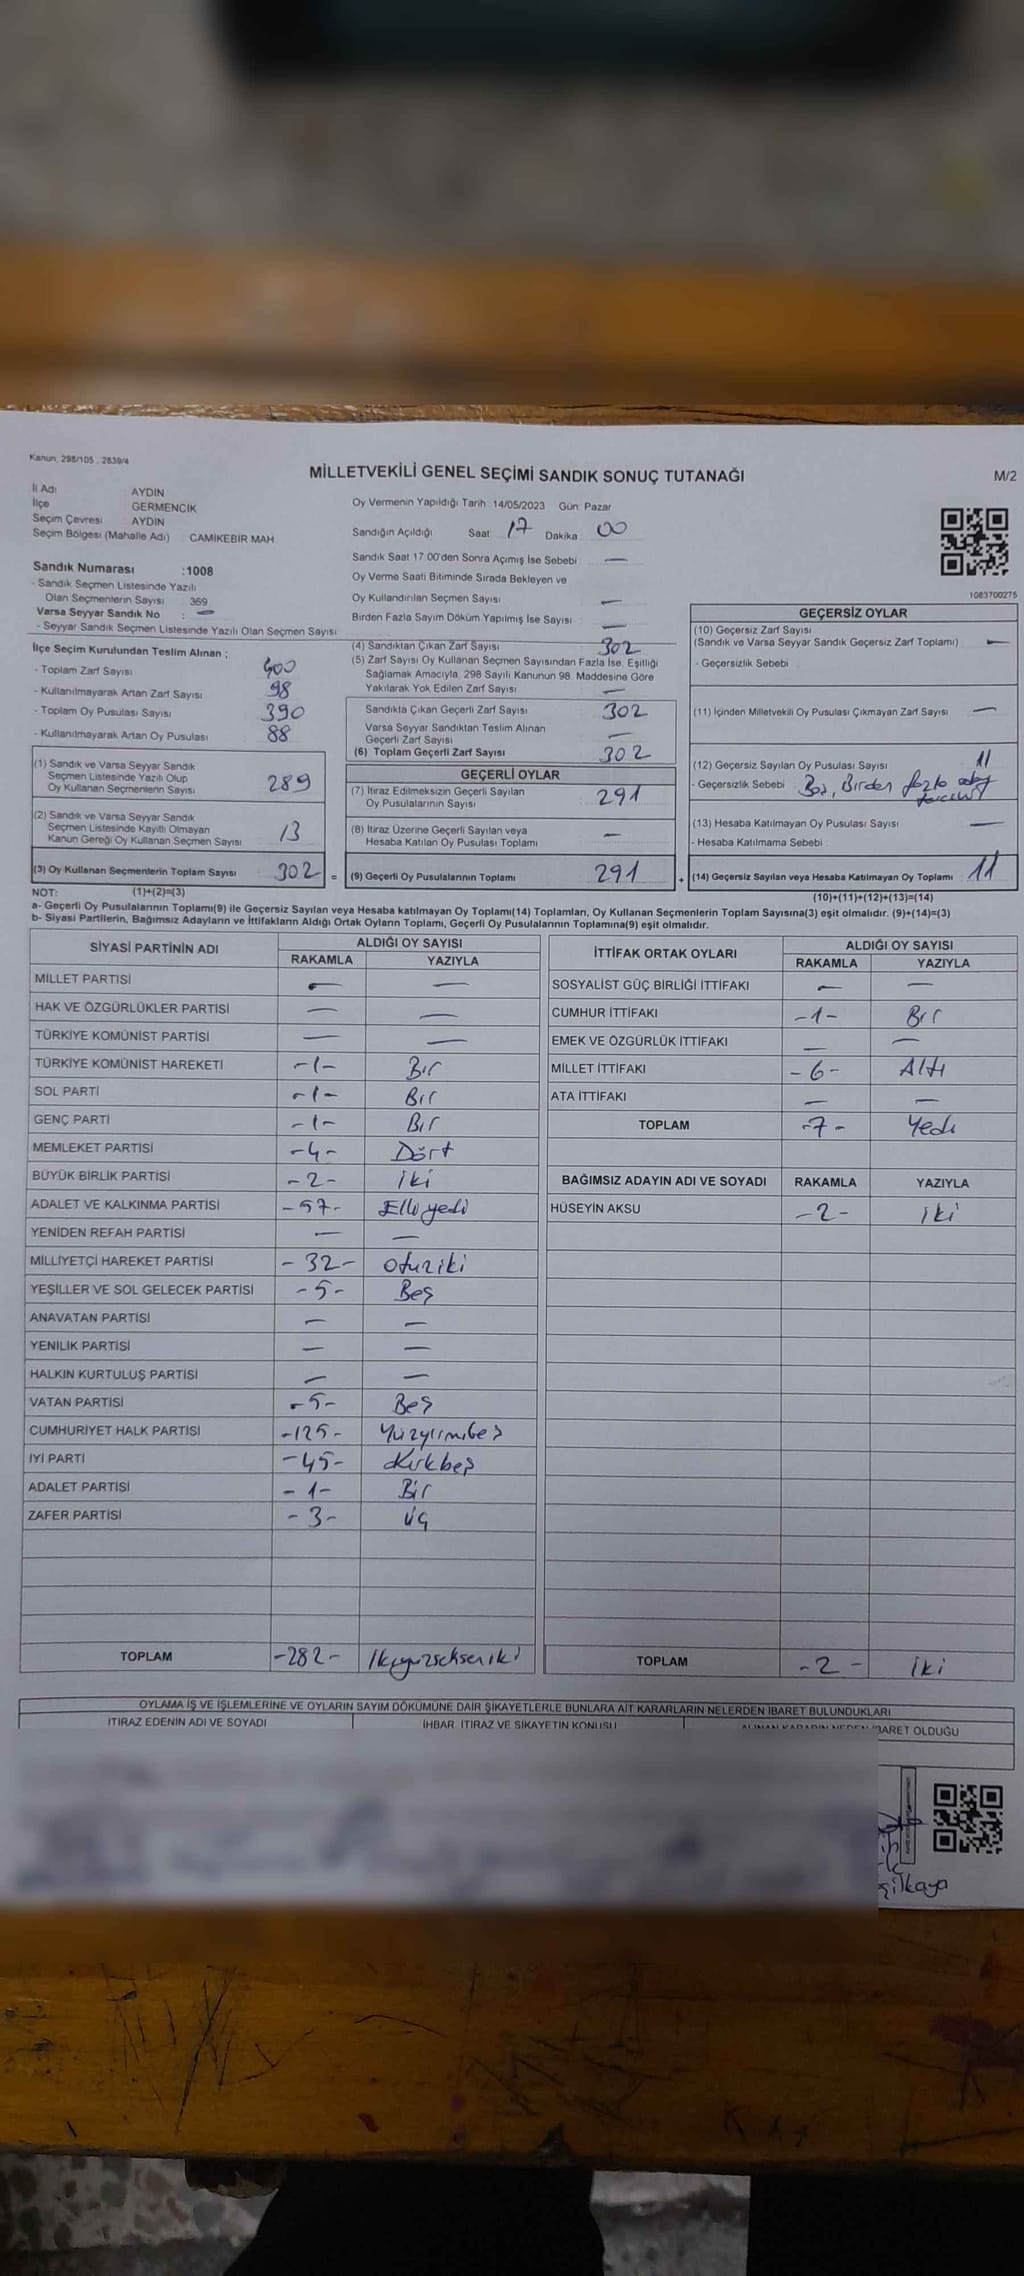 Kanun: 298/105 : 2839/4
MİLLETVEKİLİ GENEL SEÇİMİ SANDIK SONUÇ TUTANAĞI
M/2
İl Adı AYDIN
İlçe GERMENCİK
Seçim Çevresi AYDIN
Seçim Bölgesi (Mahalle Adı) : CAMİKEBİR MAH
Sandık Numarası :1008
- Sandık Seçmen Listesinde Yazılı
Olan Seçmenlerin Sayısı : 369
Varsa Seyyar Sandık No : —
- Seyyar Sandık Seçmen Listesinde Yazılı Olan Seçmen Sayısı
Oy Vermenin Yapıldığı Tarih :14/05/2023 Gün Pazar
Sandığın Açıldığı Saat 17 Dakika 00
Sandık Saat 17:00'den Sonra Açımış İse Sebebi : —
Oy Verme Saati Bitiminde Sırada Bekleyen ve
Oy Kullandırılan Seçmen Sayısı —
Birden Fazla Sayım Döküm Yapılmış İse Sayısı —
1083700275
İlçe Seçim Kurulundan Teslim Alınan :
- Toplam Zarf Sayısı 400
- Kullanılmayarak Artan Zarf Sayısı 98
- Toplam Oy Pusulası Sayısı 390
- Kullanılmayarak Artan Oy Pusulası 88
(1) Sandık ve Varsa Seyyar Sandık
Seçmen Listesinde Yazılı Olup
Oy Kullanan Seçmenlerin Sayısı 289
(2) Sandık ve Varsa Seyyar Sandık
Seçmen Listesinde Kayıtlı Olmayan
Kanun Gereği Oy Kullanan Seçmen Sayısı 13
(3) Oy Kullanan Seçmenlerin Toplam Sayısı 302 =
(4) Sandıktan Çıkan Zarf Sayısı 302
(5) Zarf Sayısı Oy Kullanan Seçmen Sayısından Fazla İse, Eşitliği
Sağlamak Amacıyla, 298 Sayılı Kanunun 98. Maddesine Göre
Yakılarak Yok Edilen Zarf Sayısı —
Sandıkta Çıkan Geçerli Zarf Sayısı 302
Varsa Seyyar Sandıktan Teslim Alınan
Geçerli Zarf Sayısı —
(6) Toplam Geçerli Zarf Sayısı 302
GEÇERLİ OYLAR
(7) İtiraz Edilmeksizin Geçerli Sayılan
Oy Pusulalarının Sayısı 291
(8) İtiraz Üzerine Geçerli Sayılan veya
Hesaba Katılan Oy Pusulası Toplamı —
(9) Geçerli Oy Pusulalarının Toplamı 291 +
GEÇERSİZ OYLAR
(10) Geçersiz Zarf Sayısı
(Sandık ve Varsa Seyyar Sandık Geçersiz Zarf Toplamı) —
- Geçersizlik Sebebi
(11) İçinden Milletvekili Oy Pusulası Çıkmayan Zarf Sayısı —
(12) Geçersiz Sayılan Oy Pusulası Sayısı 11
- Geçersizlik Sebebi Boş, Birden fazla
(13) Hesaba Katılmayan Oy Pusulası Sayısı —
- Hesaba Katılmama Sebebi
(14) Geçersiz Sayılan veya Hesaba Katılmayan Oy Toplamı 11
NOT: (1)+(2)=(3)
(10)+(11)+(12)+(13)=(14)
a- Geçerli Oy Pusulalarının Toplamı(9) ile Geçersiz Sayılan veya Hesaba katılmayan Oy Toplamı(14) Toplamları, Oy Kullanan Seçmenlerin Toplam Sayısına(3) eşit olmalıdır. (9)+(14)=(3)
b- Siyasi Partilerin, Bağımsız Adayların ve İttifakların Aldığı Ortak Oyların Toplamı, Geçerli Oy Pusulalarının Toplamına(9) eşit olmalıdır.
SİYASİ PARTİNİN ADI ALDIĞI OY SAYISI
RAKAMLA YAZIYLA
MİLLET PARTİSİ — —
HAK VE ÖZGÜRLÜKLER PARTİSİ — —
TÜRKİYE KOMÜNİST PARTİSİ — —
TÜRKİYE KOMÜNİST HAREKETİ -1- Bir
SOL PARTİ -1- Bir
GENÇ PARTİ -1- Bir
MEMLEKET PARTİSİ -4- Dört
BÜYÜK BİRLİK PARTİSİ -2- iki
ADALET VE KALKINMA PARTİSİ -57- Elli yedi
YENİDEN REFAH PARTİSİ — —
MİLLİYETÇİ HAREKET PARTİSİ -32- otuziki
YEŞİLLER VE SOL GELECEK PARTİSİ -5- Beş
ANAVATAN PARTİSİ — —
YENİLİK PARTİSİ — —
HALKIN KURTULUŞ PARTİSİ — —
VATAN PARTİSİ -5- Beş
CUMHURİYET HALK PARTİSİ -125- Yüzyirmibeş
İYİ PARTİ -45- Kırkbeş
ADALET PARTİSİ -1- Bir
ZAFER PARTİSİ -3- üç
TOPLAM -282- ikiyüzseksen iki
İTTİFAK ORTAK OYLARI ALDIĞI OY SAYISI
RAKAMLA YAZIYLA
SOSYALİST GÜÇ BİRLİĞİ İTTİFAKI — —
CUMHUR İTTİFAKI -1- Bir
EMEK VE ÖZGÜRLÜK İTTİFAKI — —
MİLLET İTTİFAKI -6- Altı
ATA İTTİFAKI — —
TOPLAM -7- Yedi
BAĞIMSIZ ADAYIN ADI VE SOYADI RAKAMLA YAZIYLA
HÜSEYİN AKSU -2- iki
TOPLAM -2- iki
OYLAMA İŞ VE İŞLEMLERİNE VE OYLARIN SAYIM DÖKÜMÜNE DAİR ŞİKAYETLERLE BUNLARA AİT KARARLARIN NELERDEN İBARET BULUNDUKLARI
İTİRAZ EDENİN ADI VE SOYADI İHBAR, İTİRAZ VE ŞİKAYETİN KONUSU ALINAN KARARIN NEDEN İBARET OLDUĞU